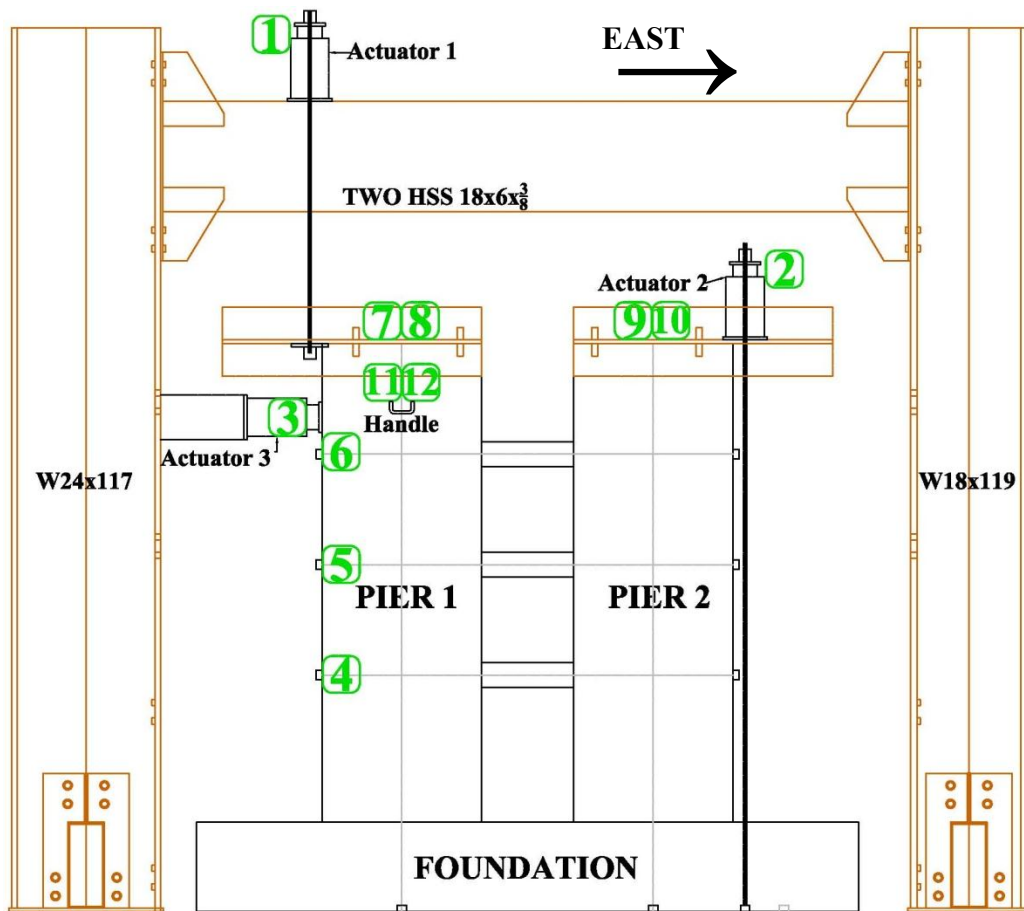 1
Actuator 1
EAST
TWO HSS 18x6x3/8
2
Actuator 2
7 8
9 10
11 12
Handle
3
Actuator 3
6
W24x117
W18x119
5
PIER 1
PIER 2
4
FOUNDATION